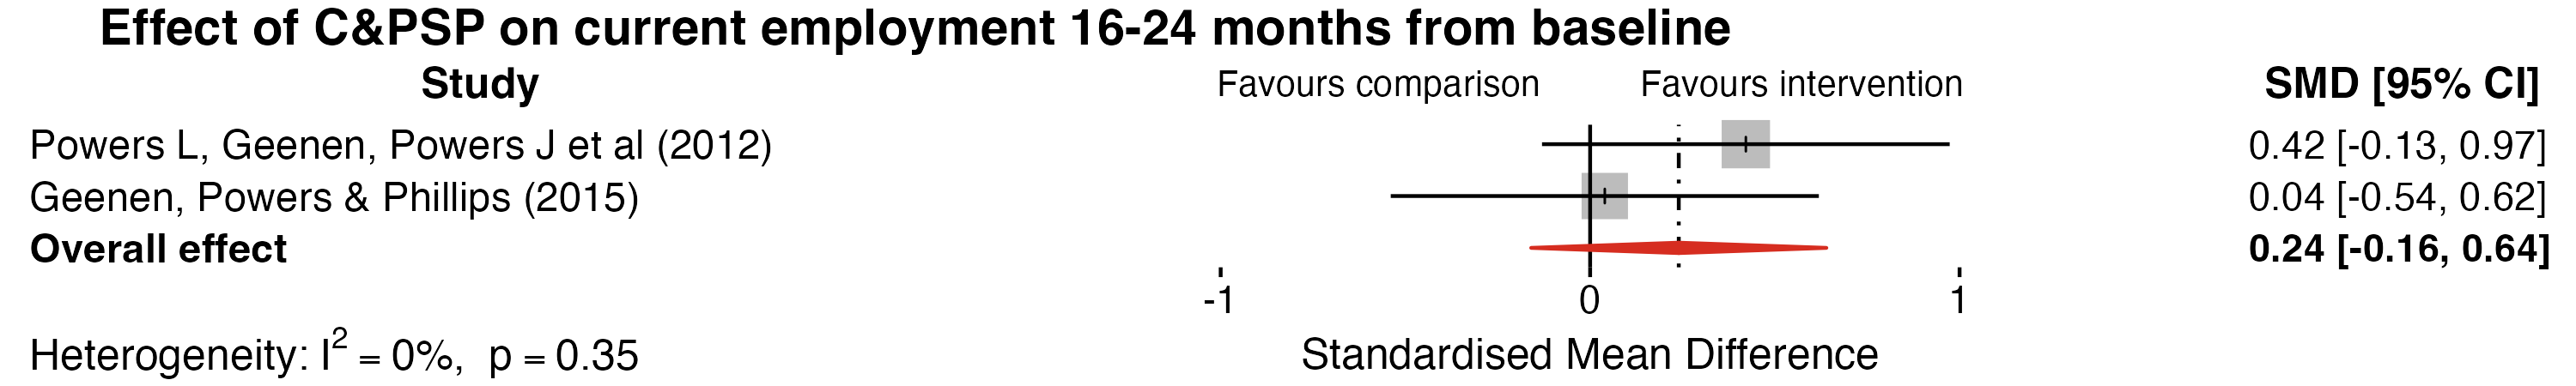 Effect of C&PSP on current employment 16-24 months from baseline
Study Favours comparison Favours intervention SMD [95% CI]
Powers L, Geenen, Powers J et al (2012) 0.42 [-0.13, 0.97]
Geenen, Powers & Phillips (2015) 0.04 [-0.54, 0.62]
Overall effect 0.24 [-0.16, 0.64]
-1 0 1
Heterogeneity: I² = 0%, p = 0.35 Standardised Mean Difference